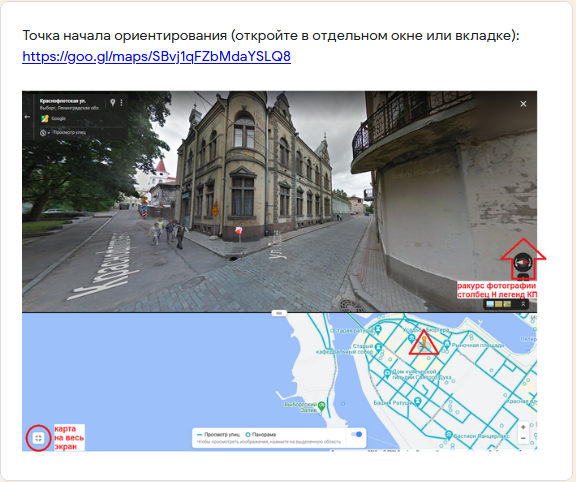 Точка начала ориентирования (откройте в отдельном окне или вкладке):
https://goo.gl/maps/SBvj1qFZbMdaYSLQ8
Краснофлотская ул.
Выборг, Ленинградская обл.
Google
Просмотр улиц
ракурс фотографии
столбец H легенд КП
Старый
кафедральный собор
Рыночная площадь
Дом купеческой
гильдии Святого Духа
Башня Ратуши
Выборгский
Залив
Бастион Панцерлакс
карта
на весь
экран
Просмотр улиц
Панорама
Чтобы просмотреть изображение, нажмите на выделенную область